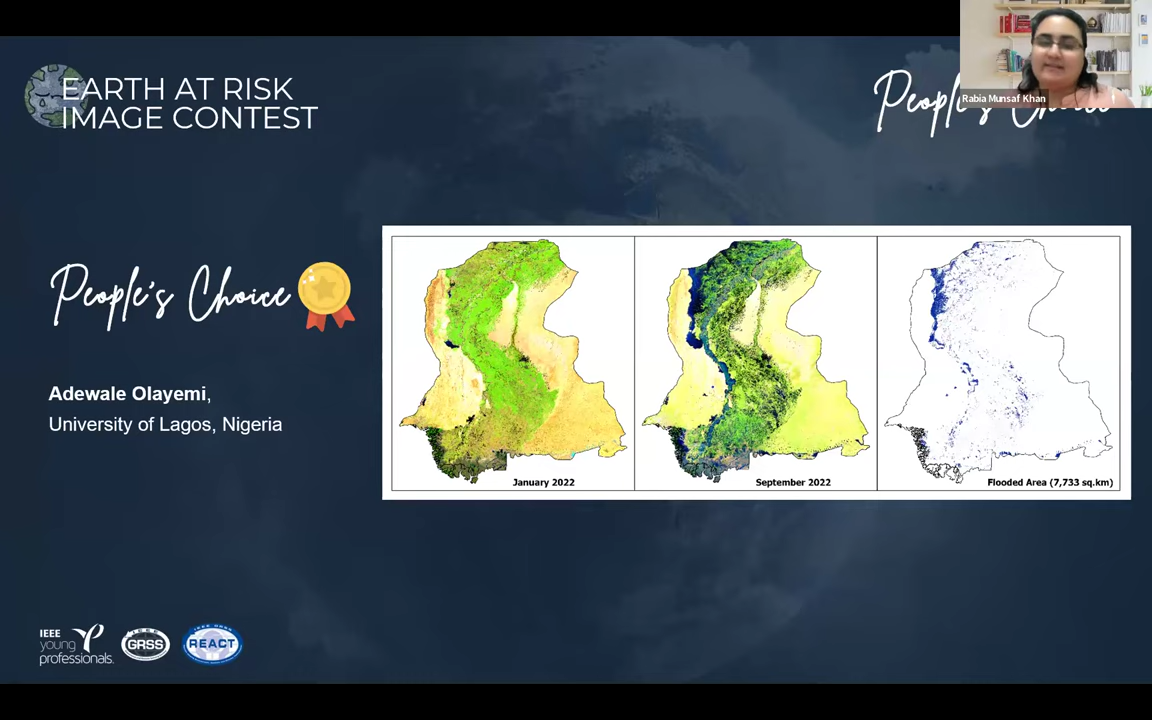 EARTH AT RISK
IMAGE CONTEST
People's Choice
Rabia Munsaf Khan
People's Choice
Adewale Olayemi,
University of Lagos, Nigeria
January 2022
September 2022
Flooded Area (7,733 sq.km)
IEEE
young
professionals.
IEEE
GRSS
REACT